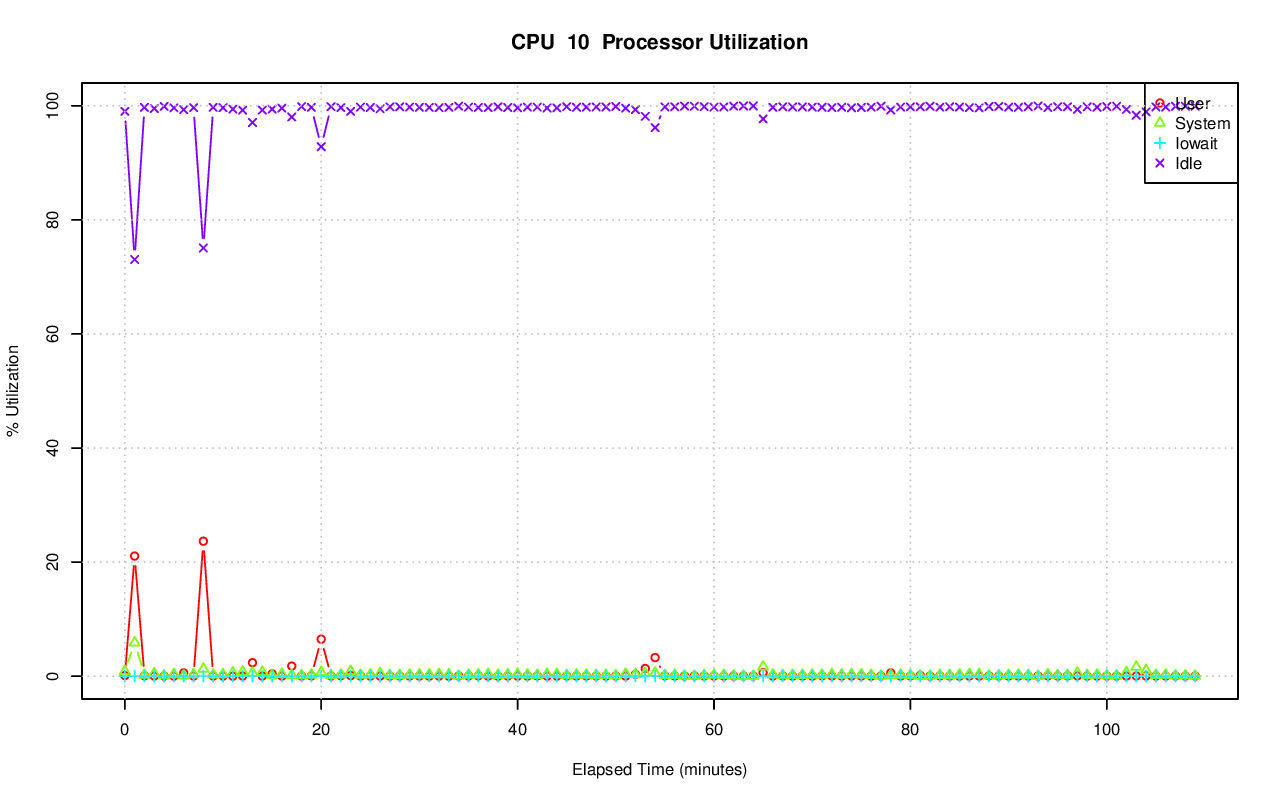 CPU 10 Processor Utilization
% Utilization
100
80
60
40
20
0
User
System
Iowait
Idle
0 20 40 60 80 100
Elapsed Time (minutes)